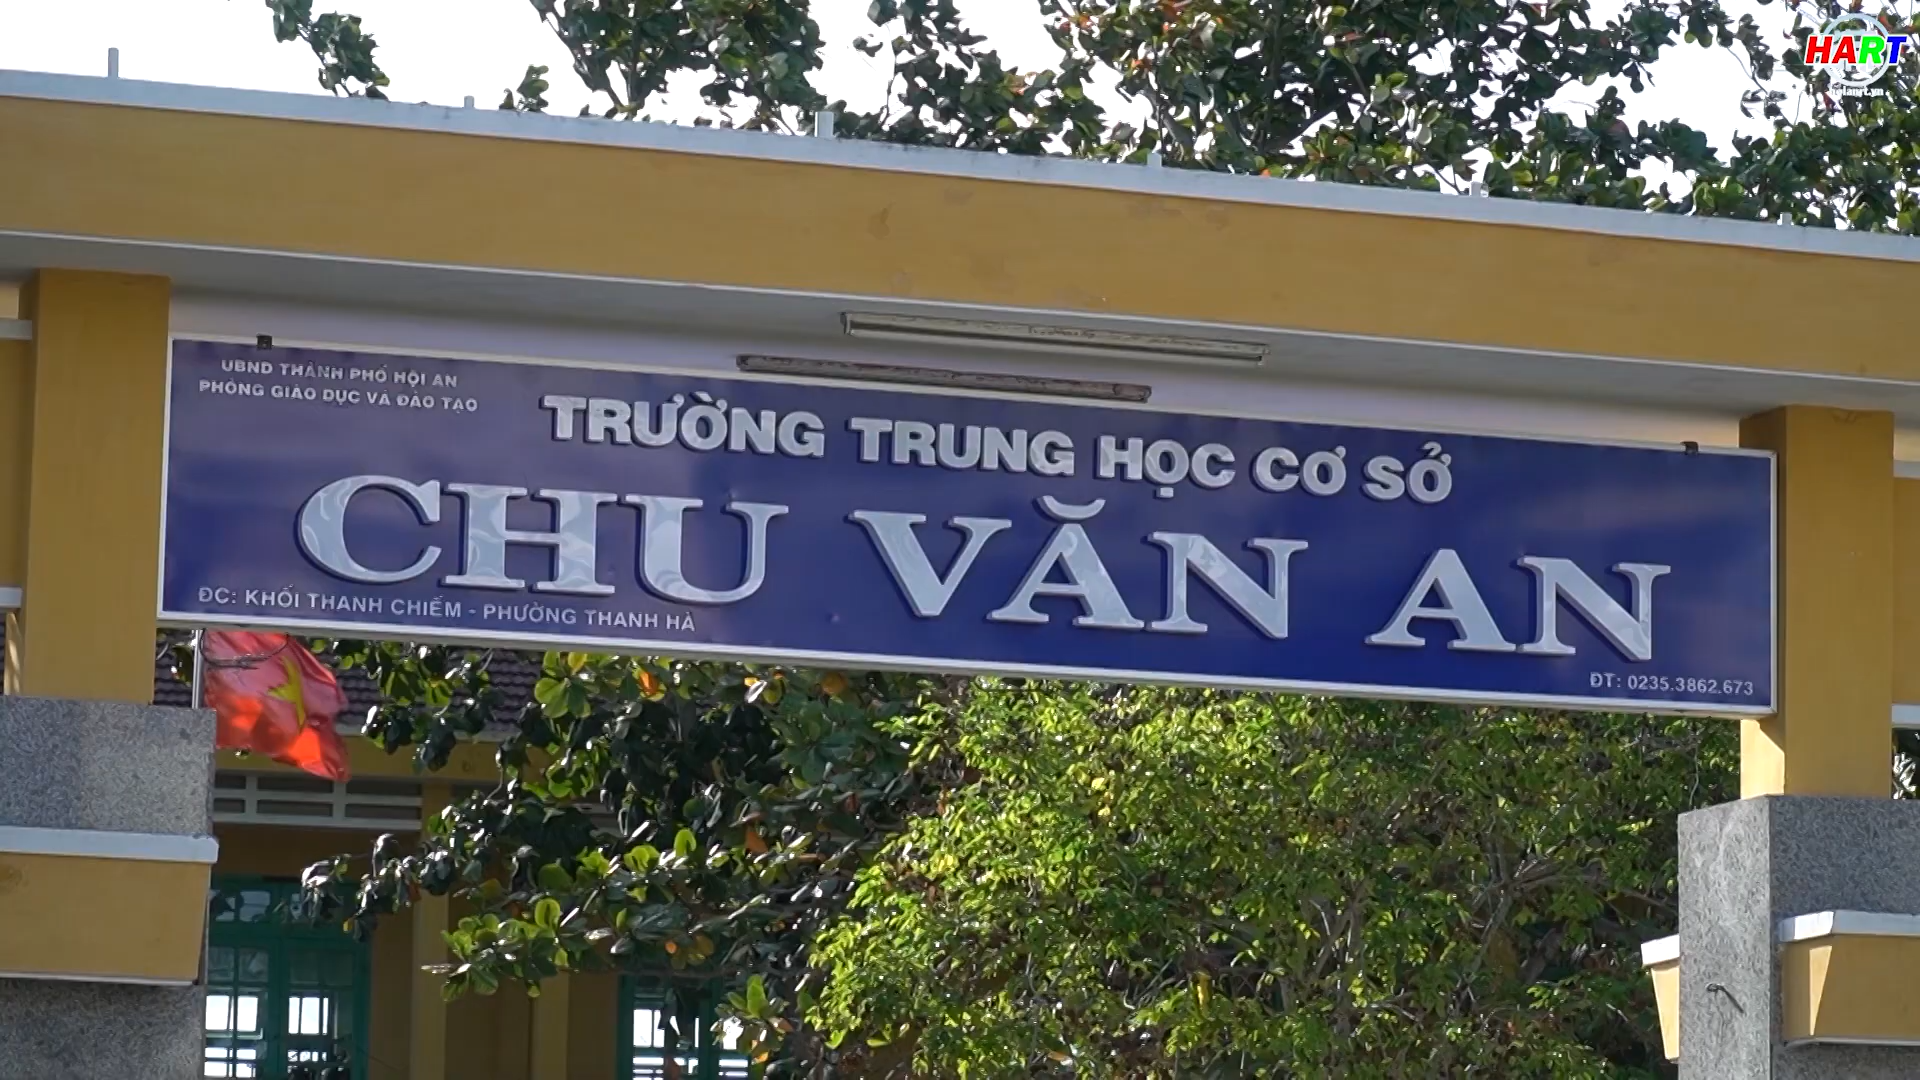 HART
UBND THÀNH PHỐ HỘI AN
PHÒNG GIÁO DỤC VÀ ĐÀO TẠO
TRƯỜNG TRUNG HỌC CƠ SỞ
CHU VĂN AN
ĐC: KHỐI THANH CHIẾM - PHƯỜNG THANH HÀ
ĐT: 0235.3862.673